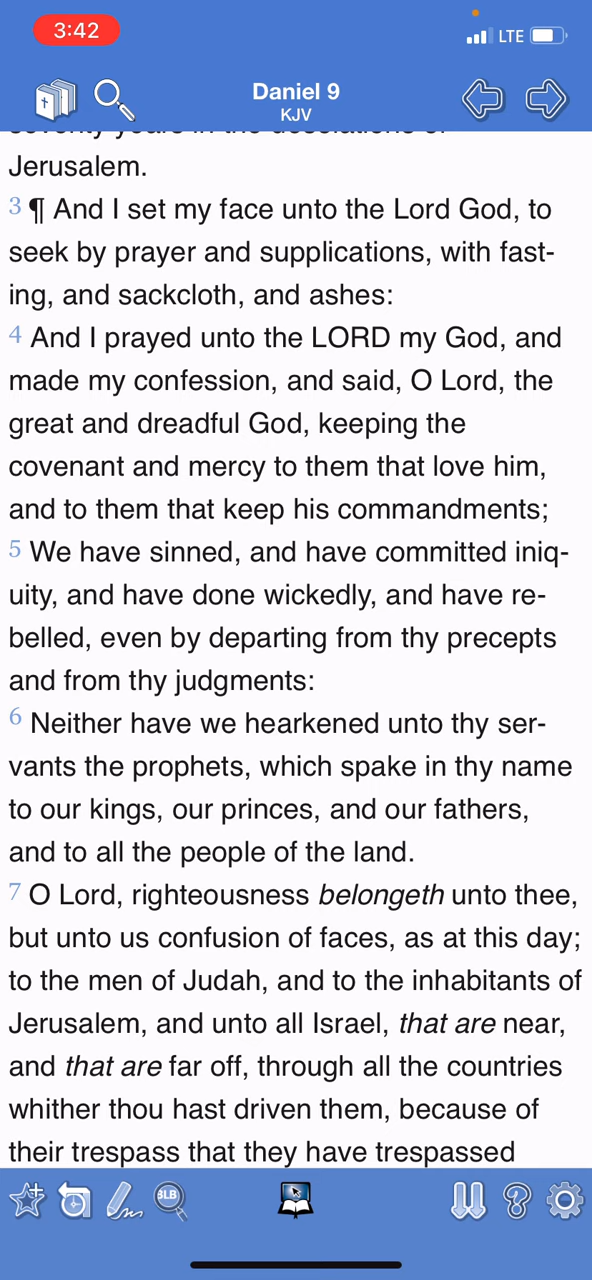 3:42
LTE
Daniel 9
KJV
seventy years in the desolations of
Jerusalem.
3 ¶ And I set my face unto the Lord God, to
seek by prayer and supplications, with fast-
ing, and sackcloth, and ashes:
4 And I prayed unto the LORD my God, and
made my confession, and said, O Lord, the
great and dreadful God, keeping the
covenant and mercy to them that love him,
and to them that keep his commandments;
5 We have sinned, and have committed iniq-
uity, and have done wickedly, and have re-
belled, even by departing from thy precepts
and from thy judgments:
6 Neither have we hearkened unto thy ser-
vants the prophets, which spake in thy name
to our kings, our princes, and our fathers,
and to all the people of the land.
7 O Lord, righteousness belongeth unto thee,
but unto us confusion of faces, as at this day;
to the men of Judah, and to the inhabitants of
Jerusalem, and unto all Israel, that are near,
and that are far off, through all the countries
whither thou hast driven them, because of
their trespass that they have trespassed
BLB